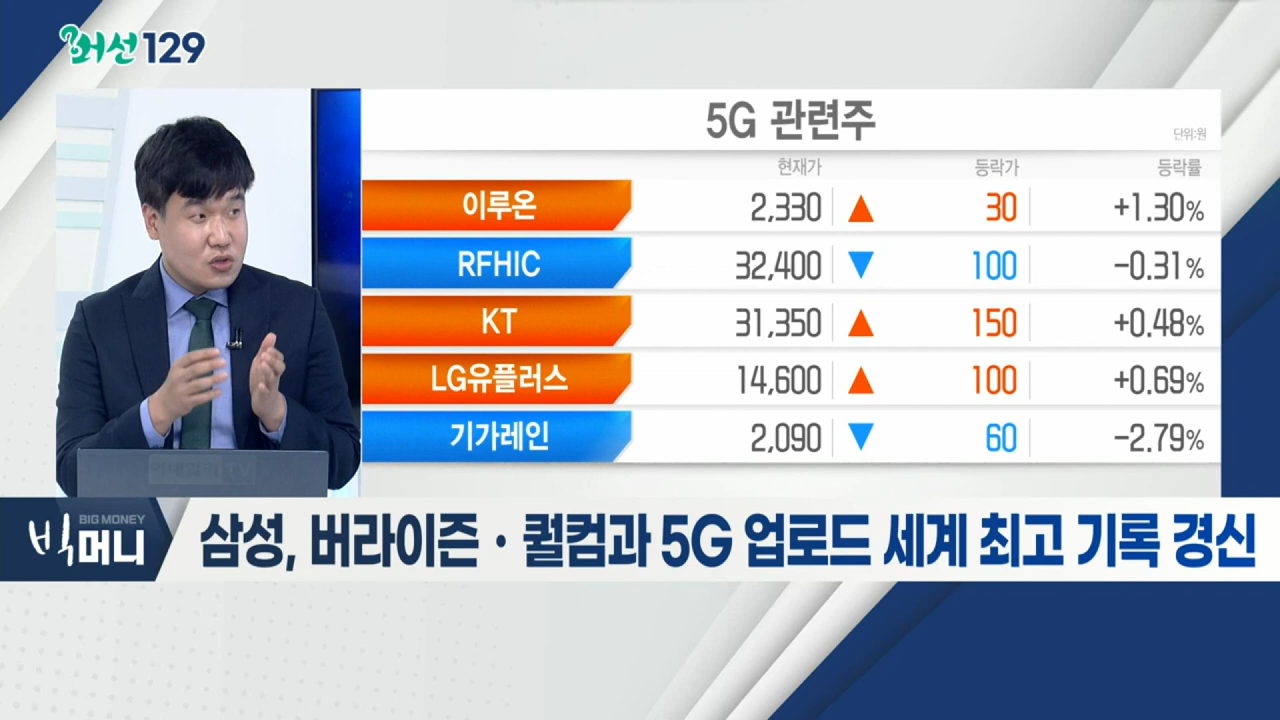 머선129
5G 관련주
단위:원
현재가 등락가 등락률
이루온 2,330 ▲ 30 +1.30%
RFHIC 32,400 ▼ 100 -0.31%
KT 31,350 ▲ 150 +0.48%
LG유플러스 14,600 ▲ 100 +0.69%
기가레인 2,090 ▼ 60 -2.79%
BIG MONEY
빅머니
삼성, 버라이즌·퀄컴과 5G 업로드 세계 최고 기록 경신